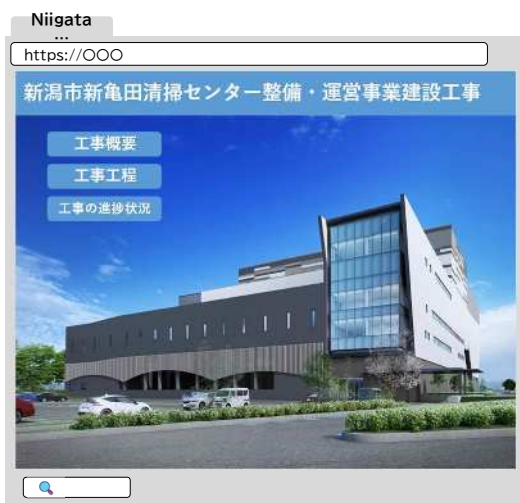 Niigata
...
https://〇〇〇
新潟市新亀田清掃センター整備・運営事業建設工事
工事概要
工事工程
工事の進捗状況